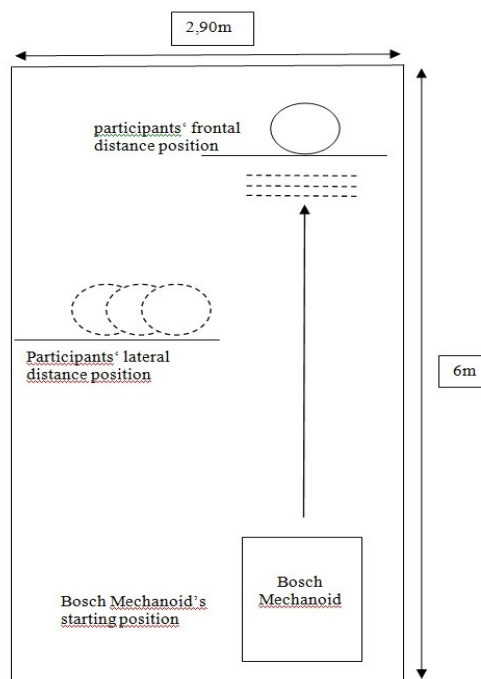 2,90m
participants‘ frontal
distance position
Participants‘ lateral
distance position
6m
Bosch
Mechanoid
Bosch Mechanoid’s
starting position